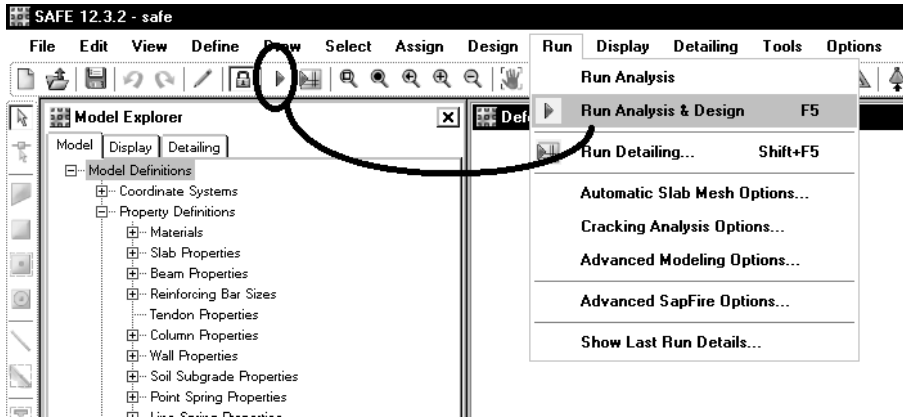 SAFE 12.3.2 - safe
File Edit View Define Draw Select Assign Design Run Display Detailing Tools Options
Run Analysis
Run Analysis & Design F5
Run Detailing... Shift+F5
Automatic Slab Mesh Options...
Cracking Analysis Options...
Advanced Modeling Options...
Advanced SapFire Options...
Show Last Run Details...
Model Explorer
Model Display Detailing
Model Definitions
Coordinate Systems
Property Definitions
Materials
Slab Properties
Beam Properties
Reinforcing Bar Sizes
Tendon Properties
Column Properties
Wall Properties
Soil Subgrade Properties
Point Spring Properties
Line Spring Properties
Def